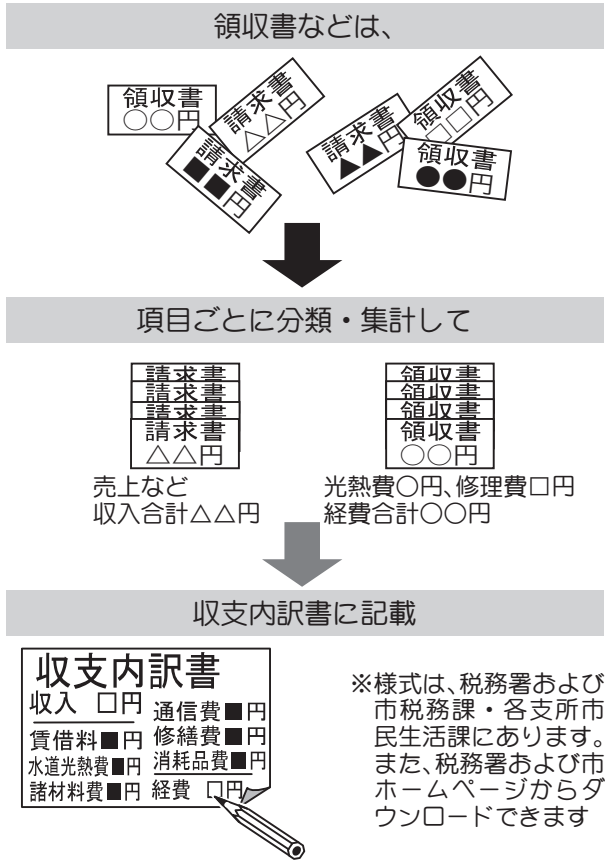 領収書などは、
領収書
○○円
請求書
△△円
請求書
■■円
請求書
▲▲円
領収書
□□円
領収書
●●円
項目ごとに分類・集計して
請求書
請求書
請求書
請求書
△△円
領収書
領収書
領収書
領収書
○○円
売上など
収入合計△△円
光熱費○円、修理費□円
経費合計○○円
収支内訳書に記載
収支内訳書
収入 □円
賃借料■円
水道光熱費■円
諸材料費■円
通信費■円
修繕費■円
消耗品費■円
経費 □円
※様式は、税務署および
市税務課・各支所市
民生活課にあります。
また、税務署および市
ホームページからダ
ウンロードできます